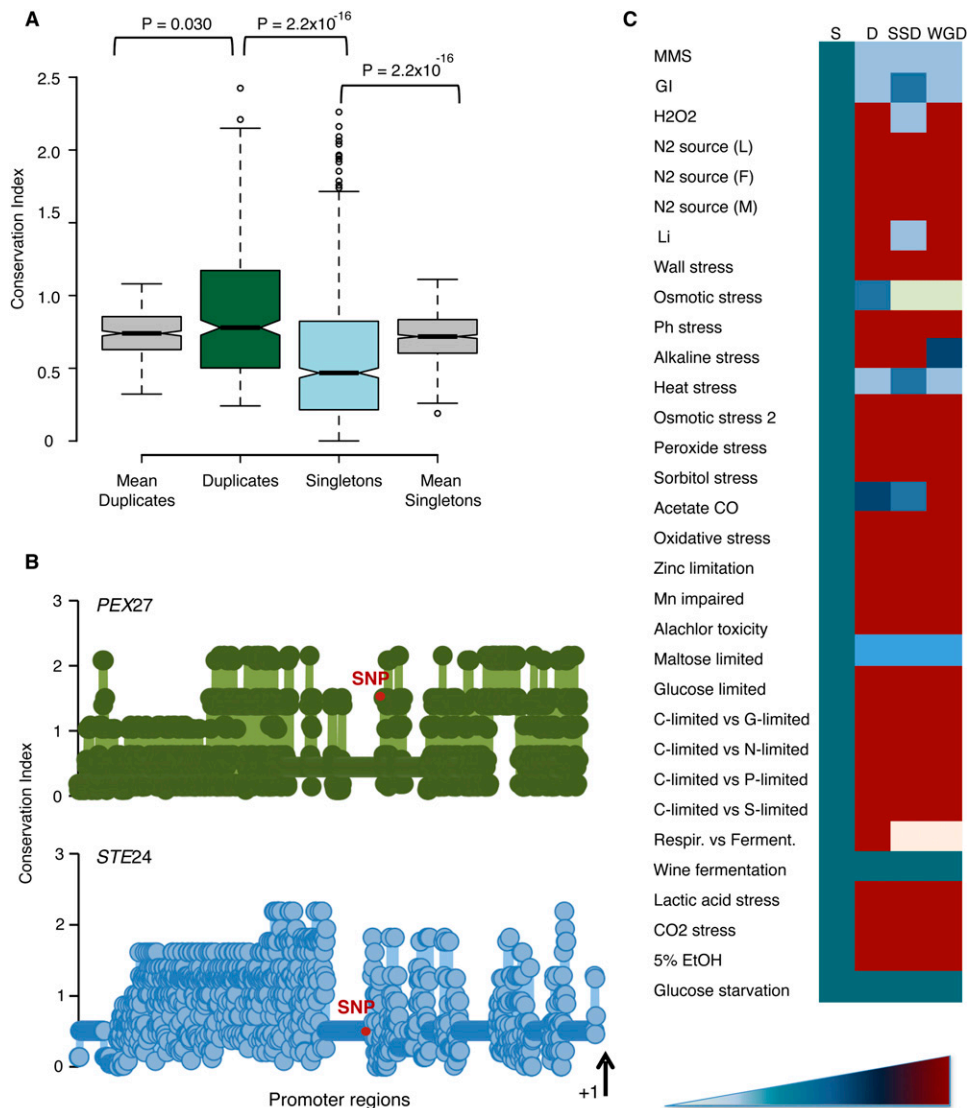 A
P = 0.030
P = 2.2x10-16
P = 2.2x10-16
2.5
2.0
1.5
1.0
0.5
0
Conservation Index
Mean Duplicates
Duplicates
Singletons
Mean Singletons
B
PEX27
3
2
1
0
SNP
Conservation Index
STE24
3
2
1
0
SNP
+1
Promoter regions
C
S D SSD WGD
MMS
GI
H2O2
N2 source (L)
N2 source (F)
N2 source (M)
Li
Wall stress
Osmotic stress
Ph stress
Alkaline stress
Heat stress
Osmotic stress 2
Peroxide stress
Sorbitol stress
Acetate CO
Oxidative stress
Zinc limitation
Mn impaired
Alachlor toxicity
Maltose limited
Glucose limited
C-limited vs G-limited
C-limited vs N-limited
C-limited vs P-limited
C-limited vs S-limited
Respir. vs Ferment.
Wine fermentation
Lactic acid stress
CO2 stress
5% EtOH
Glucose starvation